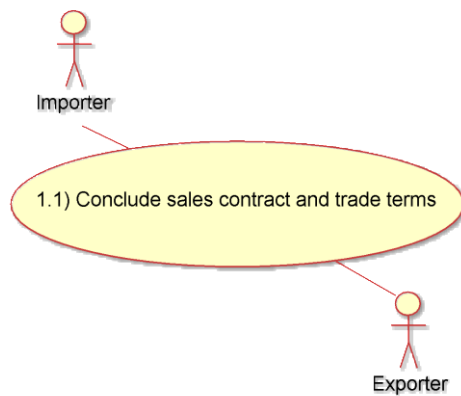 Importer
1.1) Conclude sales contract and trade terms
Exporter